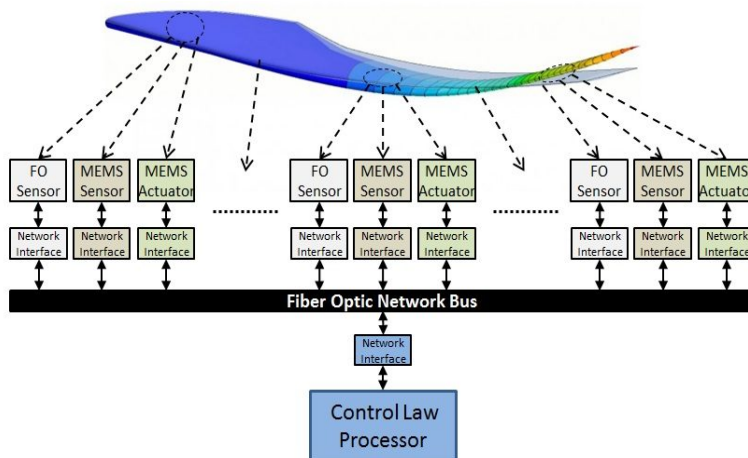 FO
Sensor
MEMS
Sensor
MEMS
Actuator
FO
Sensor
MEMS
Sensor
MEMS
Actuator
FO
Sensor
MEMS
Sensor
MEMS
Actuator
Network
Interface
Network
Interface
Network
Interface
Network
Interface
Network
Interface
Network
Interface
Network
Interface
Network
Interface
Network
Interface
Fiber Optic Network Bus
Network
Interface
Control Law
Processor